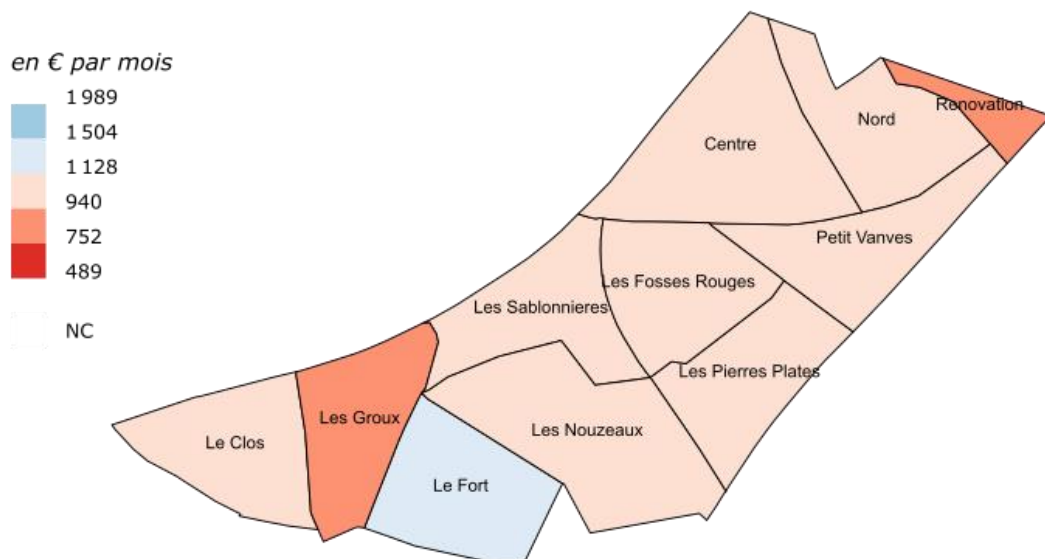 en € par mois
1 989
1 504
1 128
940
752
489
NC
Renovation
Nord
Centre
Petit Vanves
Les Fosses Rouges
Les Sablonnieres
Les Pierres Plates
Les Groux
Les Nouzeaux
Le Clos
Le Fort